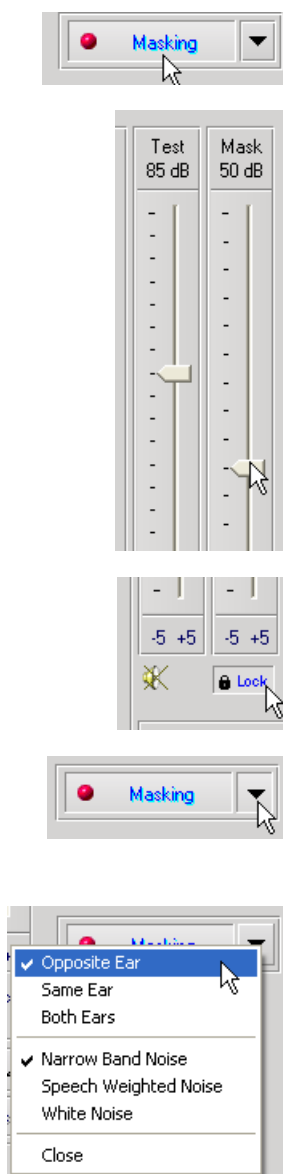 Masking
Test Mask
85 dB 50 dB
-5 +5 -5 +5
Lock
Masking
Opposite Ear
Same Ear
Both Ears
Narrow Band Noise
Speech Weighted Noise
White Noise
Close